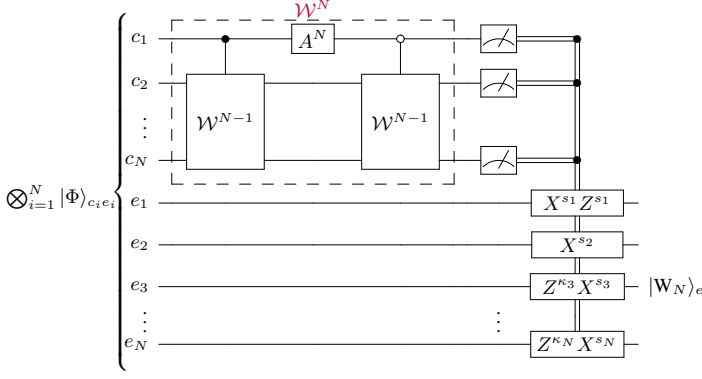 𝒲^N
c_1 A^N
c_2
𝒲^{N−1} 𝒲^{N−1}
⋮
c_N
⨂_{i=1}^N |Φ⟩_{c_i e_i}
e_1 X^{s_1} Z^{s_1}
e_2 X^{s_2}
e_3 Z^{κ_3} X^{s_3} |W_N⟩_e
⋮ ⋮
e_N Z^{κ_N} X^{s_N}